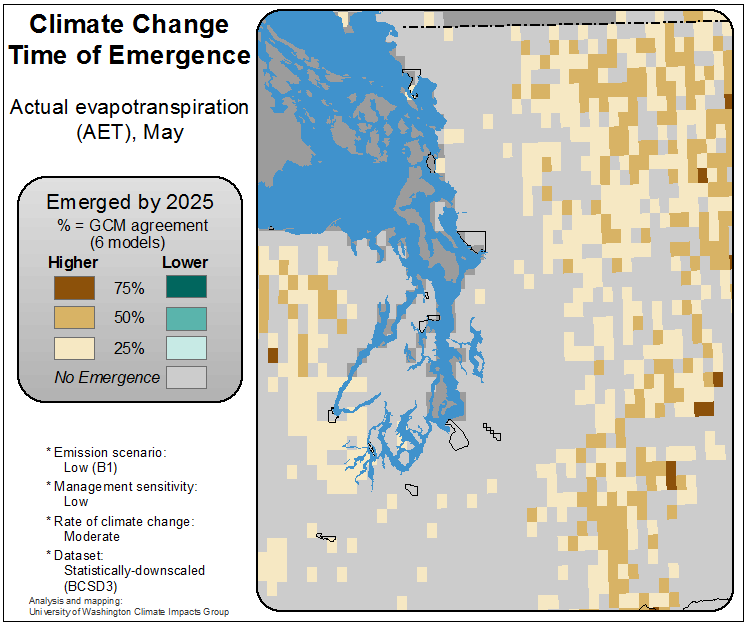 Climate Change
Time of Emergence
Actual evapotranspiration
(AET), May
Emerged by 2025
% = GCM agreement
(6 models)
Higher Lower
75%
50%
25%
No Emergence
* Emission scenario:
Low (B1)
* Management sensitivity:
Low
* Rate of climate change:
Moderate
* Dataset:
Statistically-downscaled
(BCSD3)
Analysis and mapping:
University of Washington Climate Impacts Group